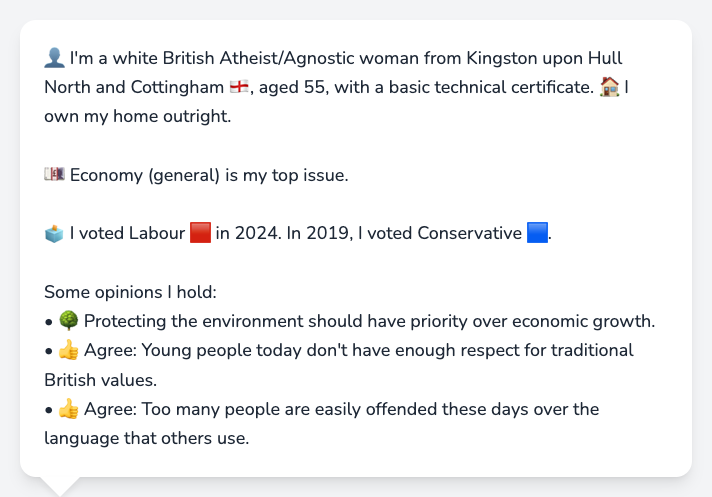 👤 I'm a white British Atheist/Agnostic woman from Kingston upon Hull
North and Cottingham 🏴󠁧󠁢󠁥󠁮󠁧󠁿, aged 55, with a basic technical certificate. 🏠 I
own my home outright.
💷 Economy (general) is my top issue.
🗳️ I voted Labour 🟥 in 2024. In 2019, I voted Conservative 🟦.
Some opinions I hold:
• 🌳 Protecting the environment should have priority over economic growth.
• 👍 Agree: Young people today don't have enough respect for traditional
British values.
• 👍 Agree: Too many people are easily offended these days over the
language that others use.